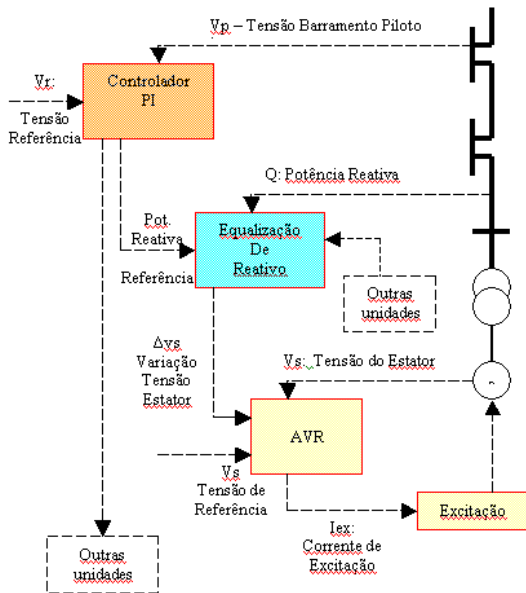 Vp – Tensão Barramento Piloto
Vr:
Tensão
Referência
Controlador
PI
Q: Potência Reativa
Pot.
Reativa
Referência
Equalização
De
Reativo
Outras
unidades
Δvs
Variação
Tensão
Estator
Vs: Tensão do Estator
AVR
Vs
Tensão de
Referência
Iex:
Corrente de
Excitação
Excitação
Outras
unidades